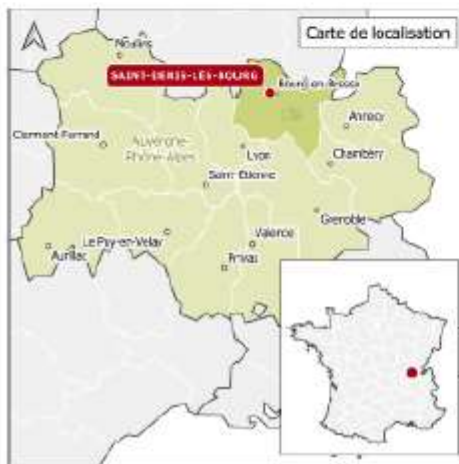 Carte de localisation
Moulins
SAINT-DENIS-LÈS-BOURG
Bourg-en-Bresse
Ain
Annecy
Clermont-Ferrand
Auvergne-
Rhône-Alpes
Lyon
Chambéry
Saint-Étienne
Grenoble
Le Puy-en-Velay
Valence
Aurillac
Privas